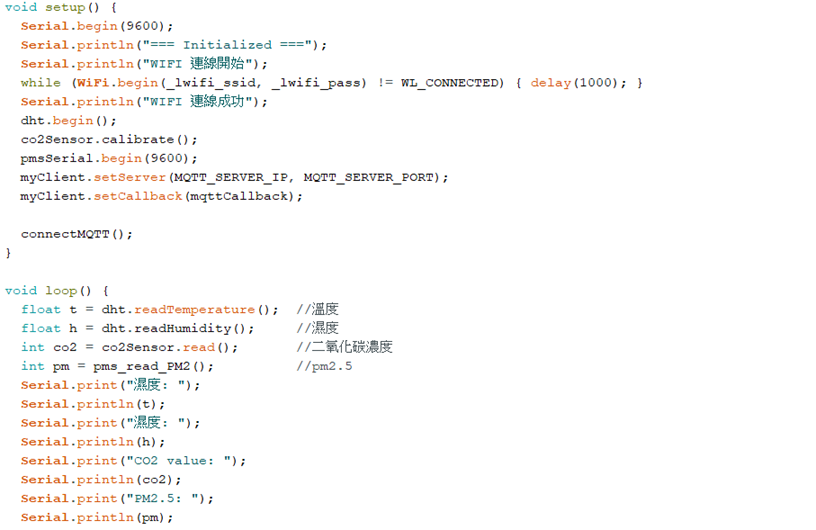 void setup() {
  Serial.begin(9600);
  Serial.println("=== Initialized ===");
  Serial.println("WIFI 連線開始");
  while (WiFi.begin(_lwifi_ssid, _lwifi_pass) != WL_CONNECTED) { delay(1000); }
  Serial.println("WIFI 連線成功");
  dht.begin();
  co2Sensor.calibrate();
  pmsSerial.begin(9600);
  myClient.setServer(MQTT_SERVER_IP, MQTT_SERVER_PORT);
  myClient.setCallback(mqttCallback);

  connectMQTT();
}

void loop() {
  float t = dht.readTemperature();  //溫度
  float h = dht.readHumidity();     //濕度
  int co2 = co2Sensor.read();       //二氧化碳濃度
  int pm = pms_read_PM2();          //pm2.5
  Serial.print("濕度: ");
  Serial.println(t);
  Serial.print("濕度: ");
  Serial.println(h);
  Serial.print("CO2 value: ");
  Serial.println(co2);
  Serial.print("PM2.5: ");
  Serial.println(pm);